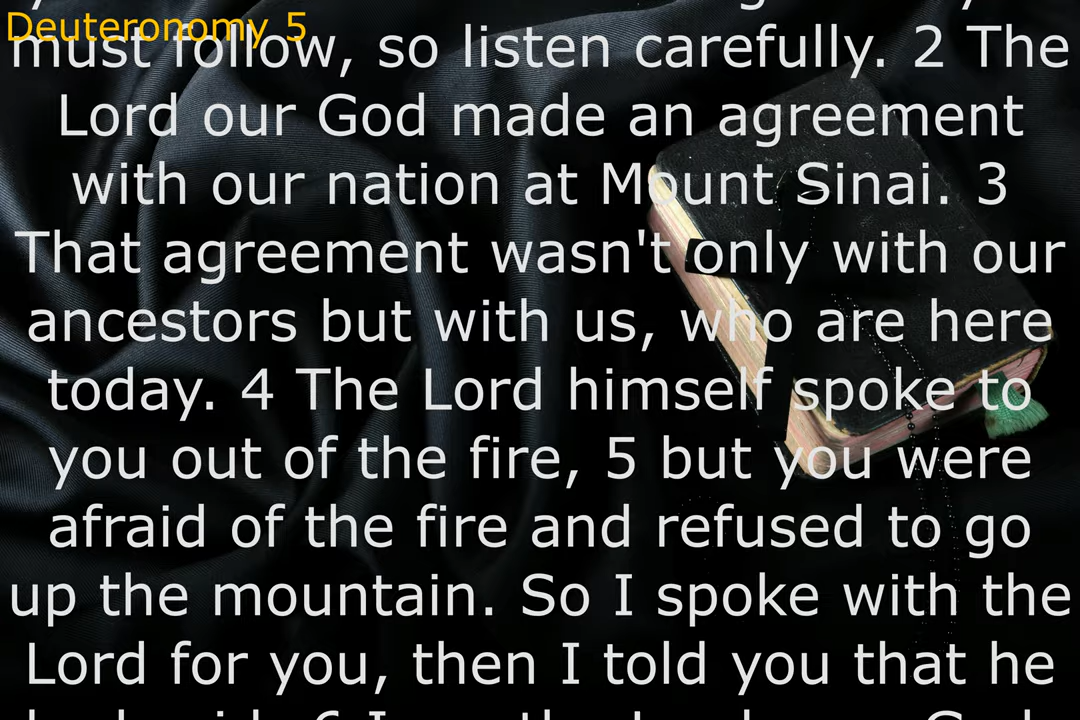 Deuteronomy 5
must follow, so listen carefully. 2 The
Lord our God made an agreement
with our nation at Mount Sinai. 3
That agreement wasn't only with our
ancestors but with us, who are here
today. 4 The Lord himself spoke to
you out of the fire, 5 but you were
afraid of the fire and refused to go
up the mountain. So I spoke with the
Lord for you, then I told you that he